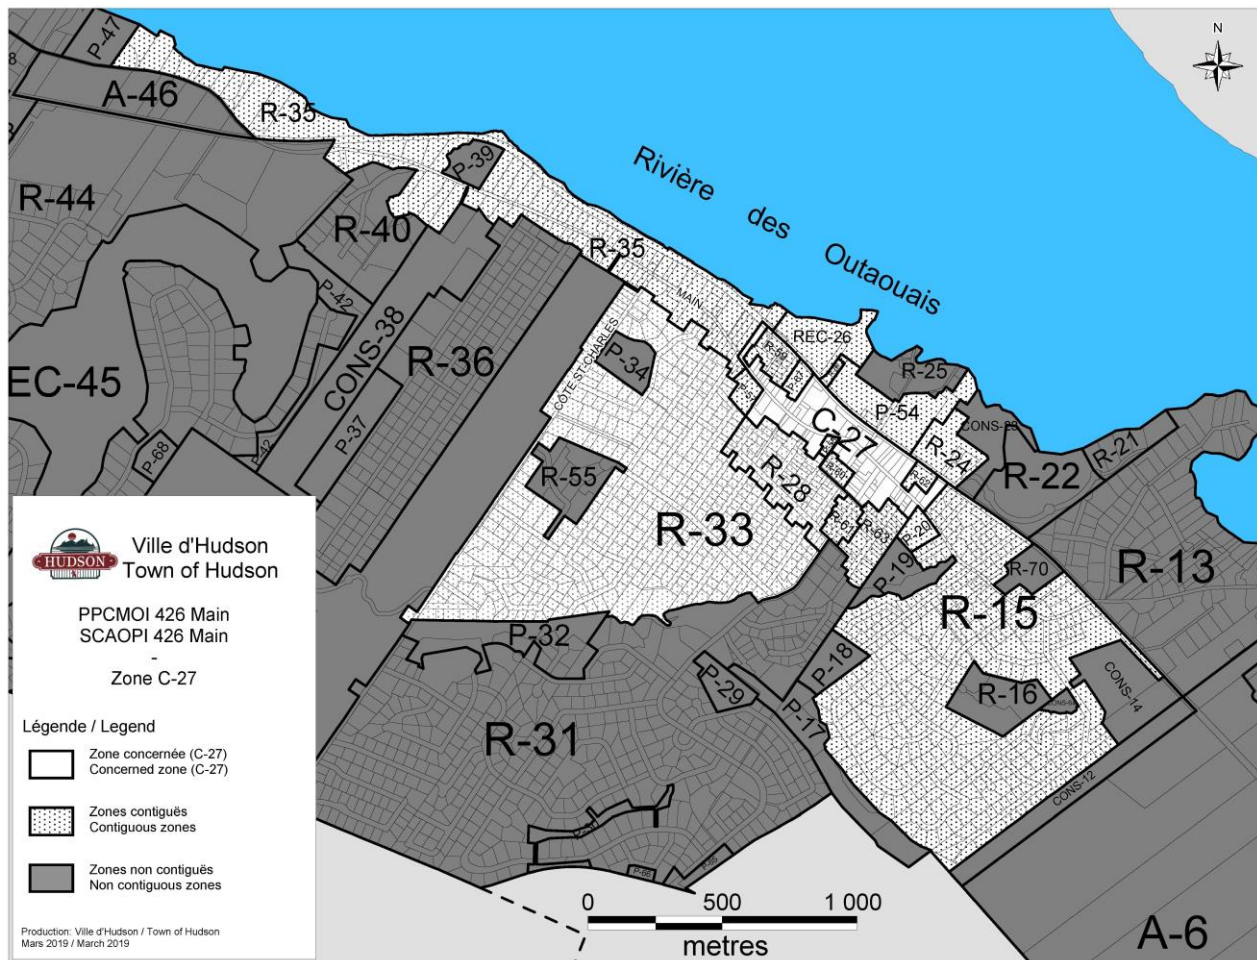 P-47
N
A-46
R-35
P-39
Rivière des Outaouais
R-44
R-40
R-35
MAIN
P-42
CONS-38
REC-26
R-36
CÔTE ST-CHARLES
P-34
R-25
EC-45
P-54
C-27
CONS-23
R-21
P-68
P-42
P-37
R-24
R-22
R-55
R-28
R-33
R-13
P-19
R-70
R-15
HUDSON
Ville d'Hudson
Town of Hudson
PPCMOI 426 Main
SCAOPI 426 Main
-
Zone C-27
P-32
P-18
P-29
R-16
CONS-14
R-31
P-17
CONS-12
Légende / Legend
Zone concernée (C-27)
Concerned zone (C-27)
Zones contiguës
Contiguous zones
Zones non contiguës
Non contiguous zones
P-66
0 500 1 000
metres
A-6
Production: Ville d'Hudson / Town of Hudson
Mars 2019 / March 2019